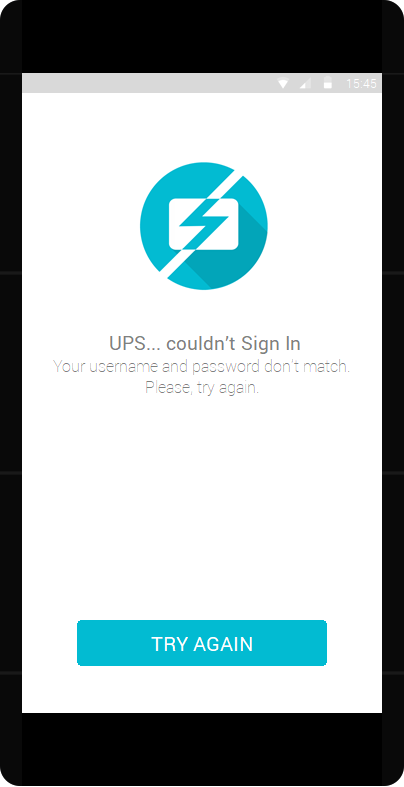 15:45
UPS... couldn't Sign In
Your username and password don't match.
Please, try again.
TRY AGAIN